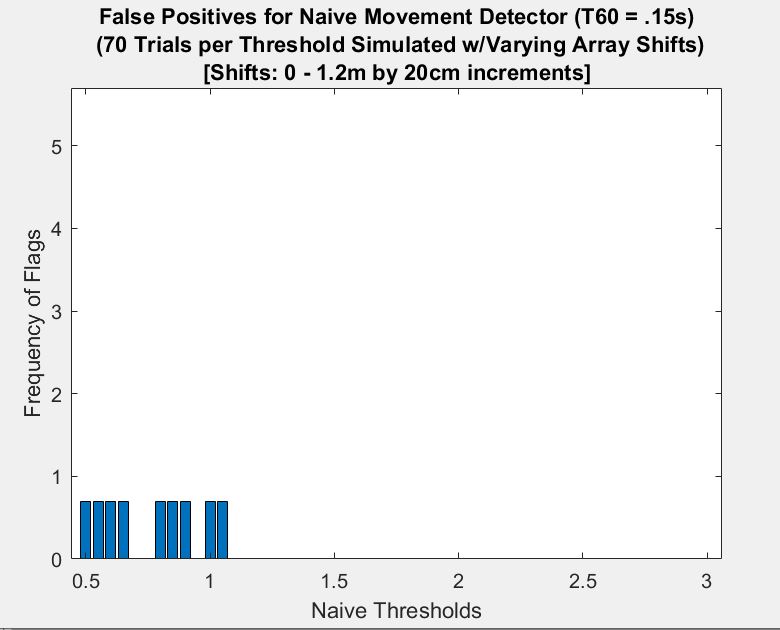 False Positives for Naive Movement Detector (T60 = .15s)
(70 Trials per Threshold Simulated w/Varying Array Shifts)
[Shifts: 0 - 1.2m by 20cm increments]
Frequency of Flags
5
4
3
2
1
0
0.5 1 1.5 2 2.5 3
Naive Thresholds